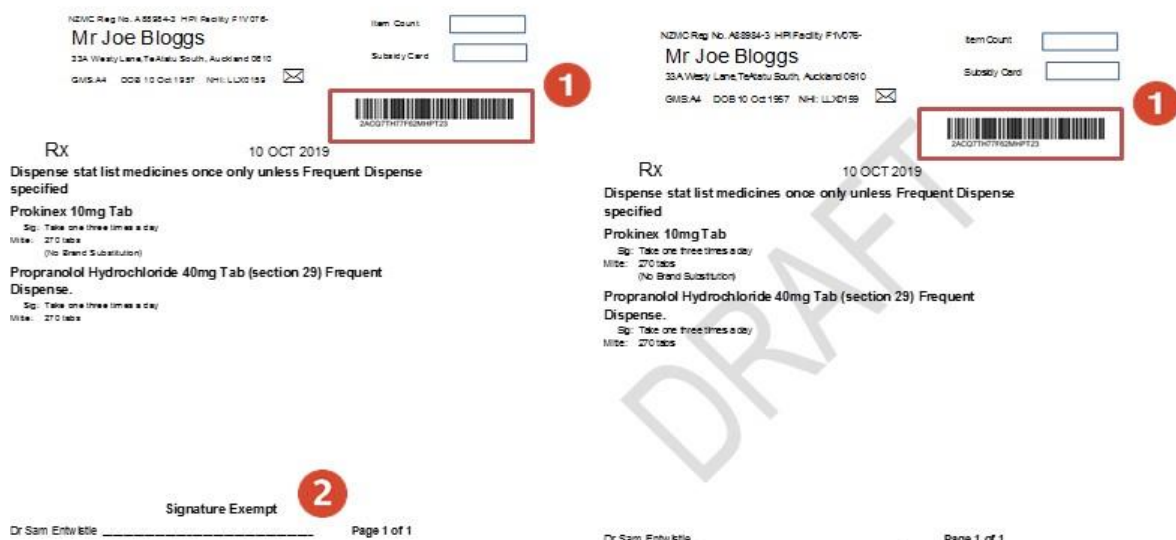 NZMC Reg No. A88984-3 HPI Facility F1V076-
Item Count
Mr Joe Bloggs
33A Westy Lane,TeAtatu South, Auckland 0610
Subsidy Card
GMS:A4 DOB 10 Oct 1957 NHI: LLX0159
1
2ACQ7TH77F62MHPT23
Rx 10 OCT 2019
Dispense stat list medicines once only unless Frequent Dispense
specified
Prokinex 10mg Tab
Sig: Take one three times a day
Mitte: 270 tabs
(No Brand Substitution)
Propranolol Hydrochloride 40mg Tab (section 29) Frequent
Dispense.
Sig: Take one three times a day
Mitte: 270 tabs
2
Signature Exempt
Dr Sam Entwistle Page 1 of 1
NZMC Reg No. A88984-3 HPI Facility F1V076-
Item Count
Mr Joe Bloggs
33A Westy Lane,TeAtatu South, Auckland 0610
Subsidy Card
GMS:A4 DOB 10 Oct 1957 NHI: LLX0159
1
2ACQ7TH77F62MHPT23
Rx 10 OCT 2019
Dispense stat list medicines once only unless Frequent Dispense
specified
Prokinex 10mg Tab
Sig: Take one three times a day
Mitte: 270 tabs
(No Brand Substitution)
Propranolol Hydrochloride 40mg Tab (section 29) Frequent
Dispense.
Sig: Take one three times a day
Mitte: 270 tabs
DRAFT
Dr Sam Entwistle Page 1 of 1